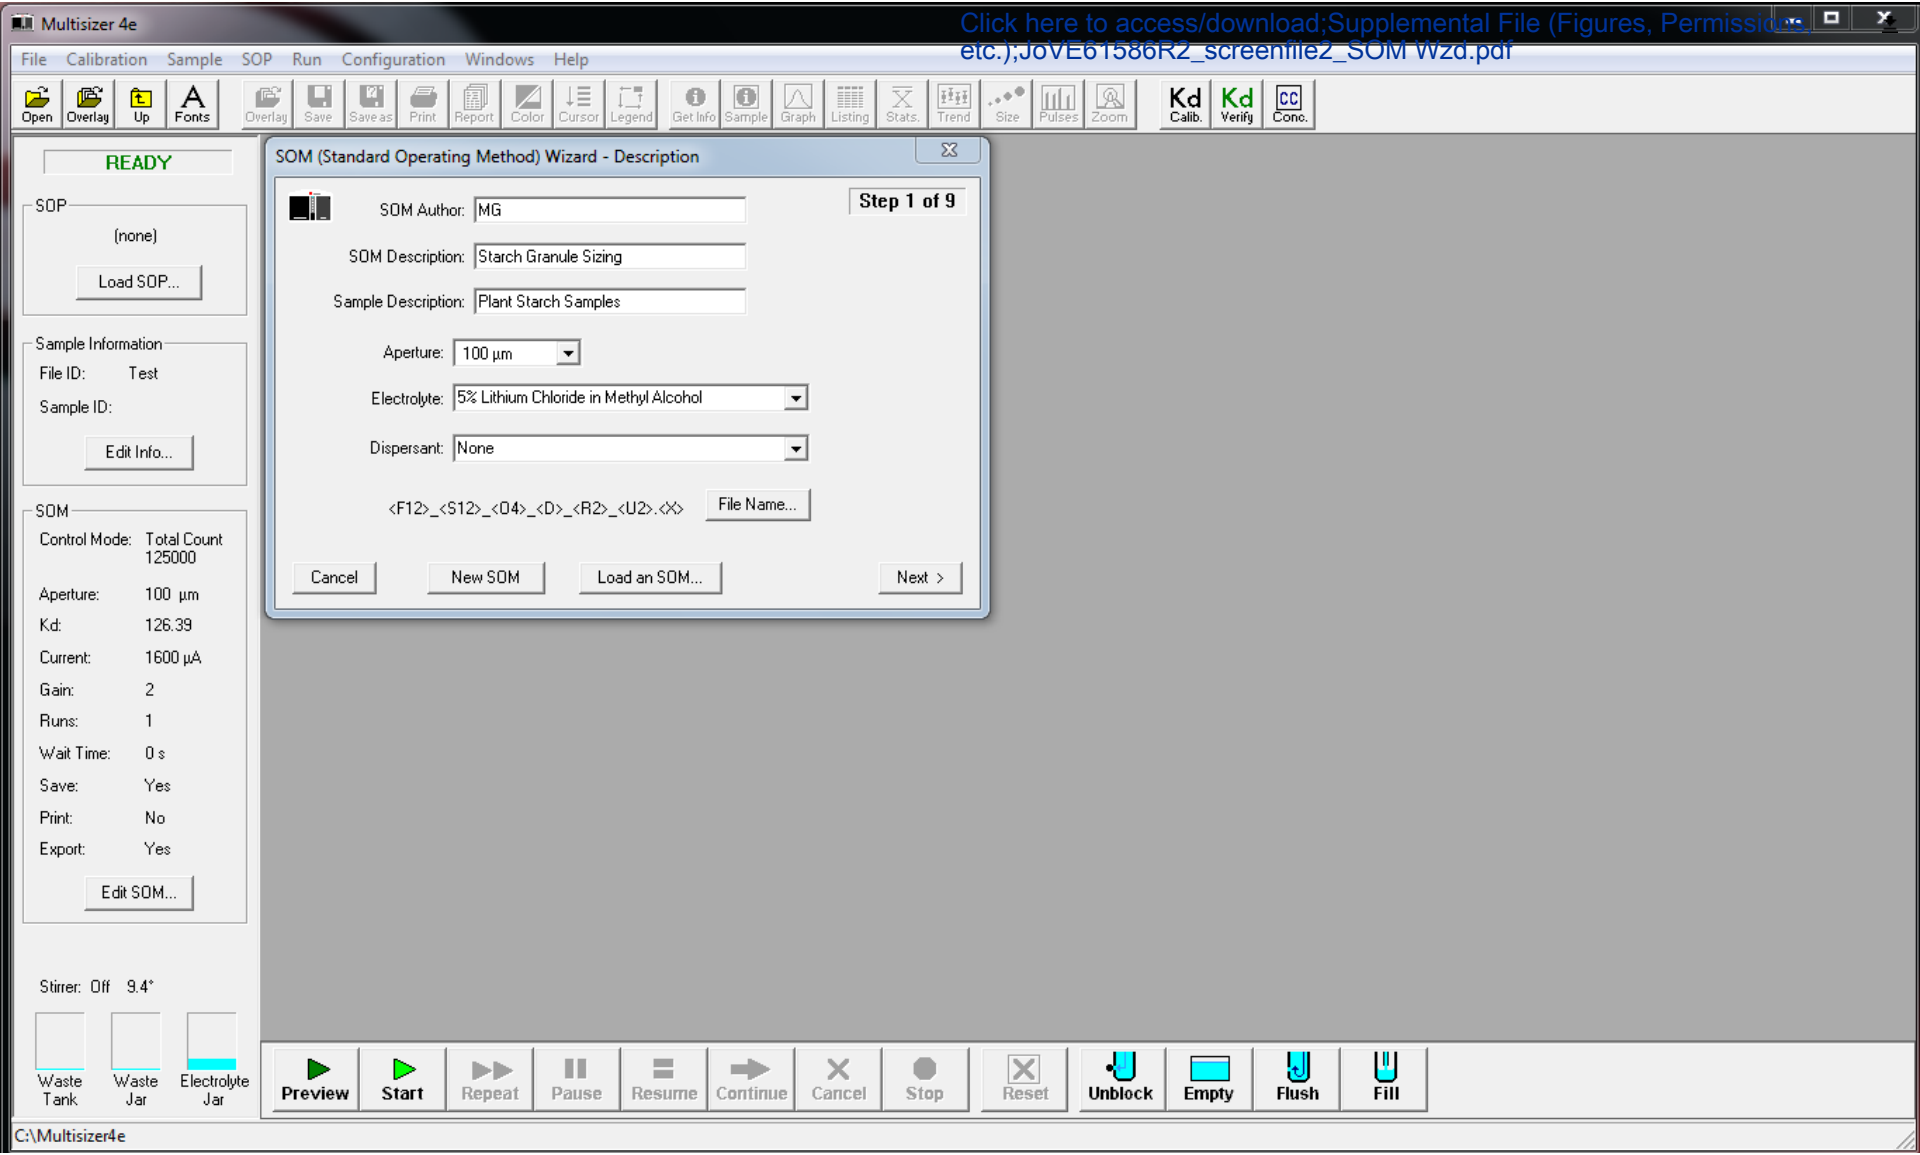 Multisizer 4e
Click here to access/download;Supplemental File (Figures, Permissions,
etc.);JoVE61586R2_screenfile2_SOM Wzd.pdf
File Calibration Sample SOP Run Configuration Windows Help
Open Overlay Up Fonts Overlay Save Save as Print Report Color Cursor Legend Get Info Sample Graph Listing Stats. Trend Size Pulses Zoom Kd Calib. Kd Verify CC Conc.
READY
SOP
(none)
Load SOP...
Sample Information
File ID: Test
Sample ID:
Edit Info...
SOM
Control Mode: Total Count
125000
Aperture: 100 µm
Kd: 126.39
Current: 1600 µA
Gain: 2
Runs: 1
Wait Time: 0 s
Save: Yes
Print: No
Export: Yes
Edit SOM...
Stirrer: Off 9.4°
Waste Tank
Waste Jar
Electrolyte Jar
SOM (Standard Operating Method) Wizard - Description
Step 1 of 9
SOM Author: MG
SOM Description: Starch Granule Sizing
Sample Description: Plant Starch Samples
Aperture: 100 µm
Electrolyte: 5% Lithium Chloride in Methyl Alcohol
Dispersant: None
<F12>_<S12>_<O4>_<D>_<R2>_<U2>.<X> File Name...
Cancel New SOM Load an SOM... Next >
Preview Start Repeat Pause Resume Continue Cancel Stop Reset Unblock Empty Flush Fill
C:\Multisizer4e